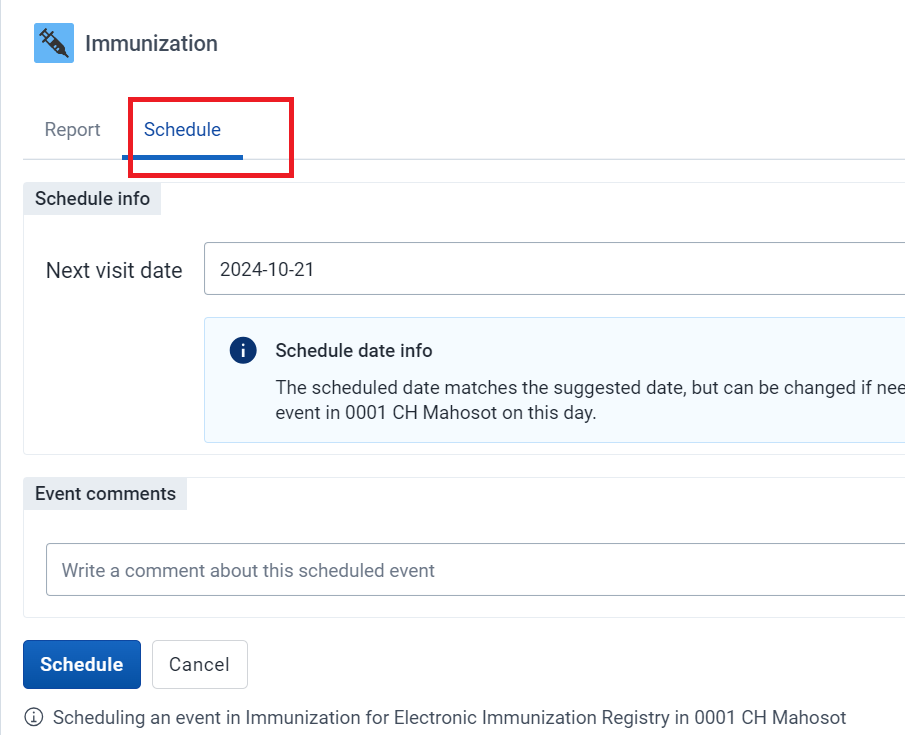 Immunization
Report
Schedule
Schedule info
Next visit date
2024-10-21
Schedule date info
The scheduled date matches the suggested date, but can be changed if nee
event in 0001 CH Mahosot on this day.
Event comments
Write a comment about this scheduled event
Schedule
Cancel
Scheduling an event in Immunization for Electronic Immunization Registry in 0001 CH Mahosot